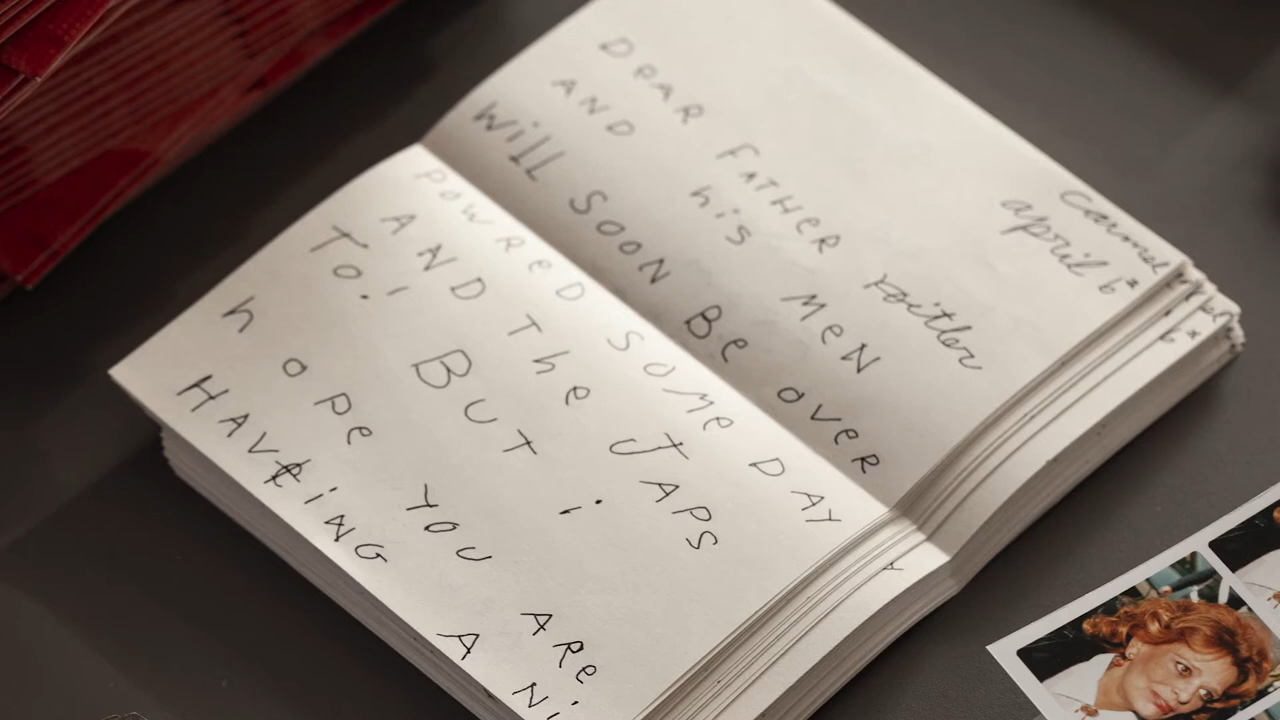 Carmel
april 6
DeAR FATHeR
AND his MeN
Will SOON Be oveR
POWReD SOMe DAY
AND The JAPS
TO! BUT i
hope YOU ARe
HAViNG A Ni